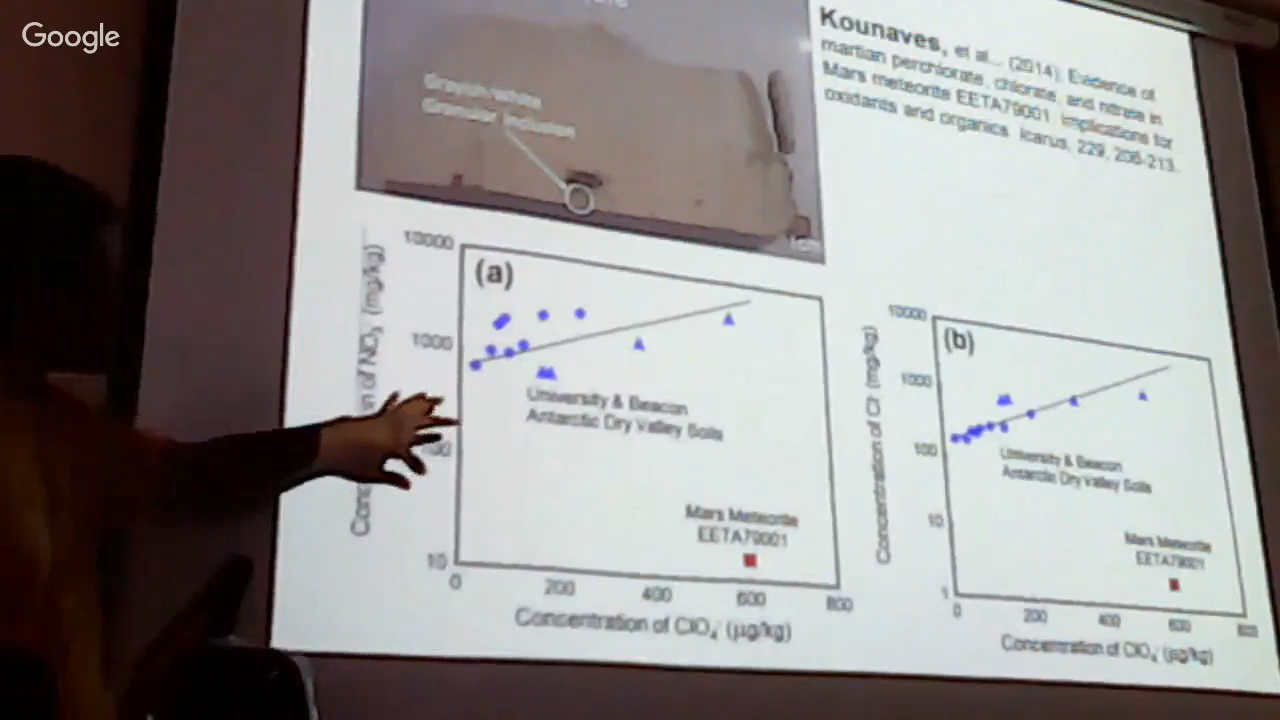 Google
Kounaves, et al., (2014). Evidence of
martian perchlorate, chlorate, and nitrate in
Mars meteorite EETA79001: Implications for
oxidants and organics. Icarus, 229, 206-213.
Grayish-white
Granular Inclusion
(a)
10000
1000
10
0 200 400 600 800
of NO₃⁻ (mg/kg)
University & Beacon
Antarctic Dry Valley Soils
Mars Meteorite
EETA79001
Concentration of ClO₄⁻ (µg/kg)
(b)
10000
1000
100
10
1
0 200 400 600 800
Concentration of Cl⁻ (mg/kg)
University & Beacon
Antarctic Dry Valley Soils
Mars Meteorite
EETA79001
Concentration of ClO₄⁻ (µg/kg)